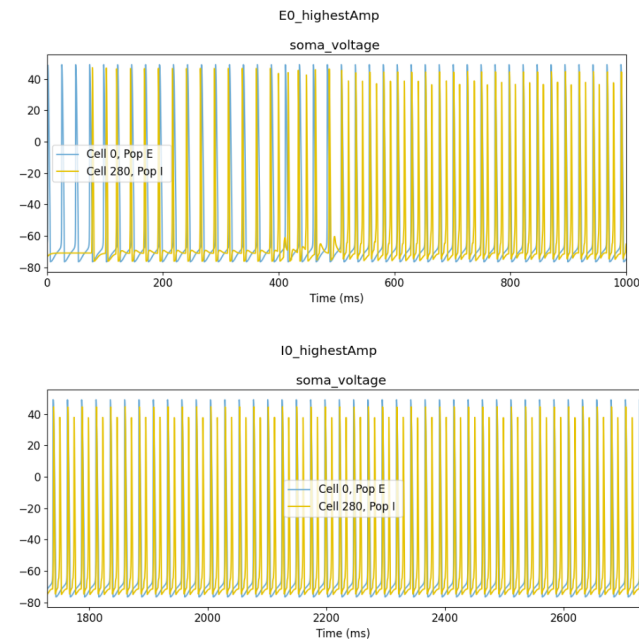 E0_highestAmp
soma_voltage
40
20
0
−20
−40
−60
−80
Cell 0, Pop E
Cell 280, Pop I
0
200
400
600
800
1000
Time (ms)
I0_highestAmp
soma_voltage
40
20
0
−20
−40
−60
−80
Cell 0, Pop E
Cell 280, Pop I
1800
2000
2200
2400
2600
Time (ms)